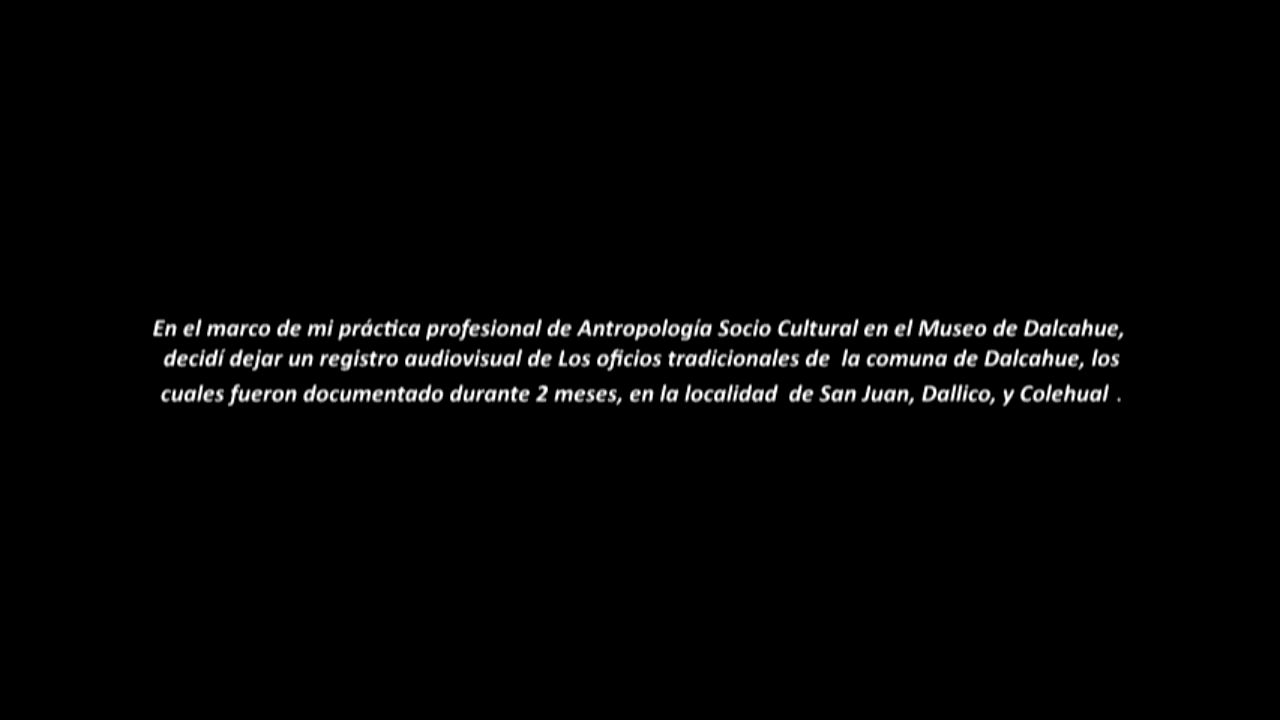 En el marco de mi práctica profesional de Antropología Socio Cultural en el Museo de Dalcahue,
decidí dejar un registro audiovisual de Los oficios tradicionales de la comuna de Dalcahue, los
cuales fueron documentado durante 2 meses, en la localidad de San Juan, Dallico, y Colehual .